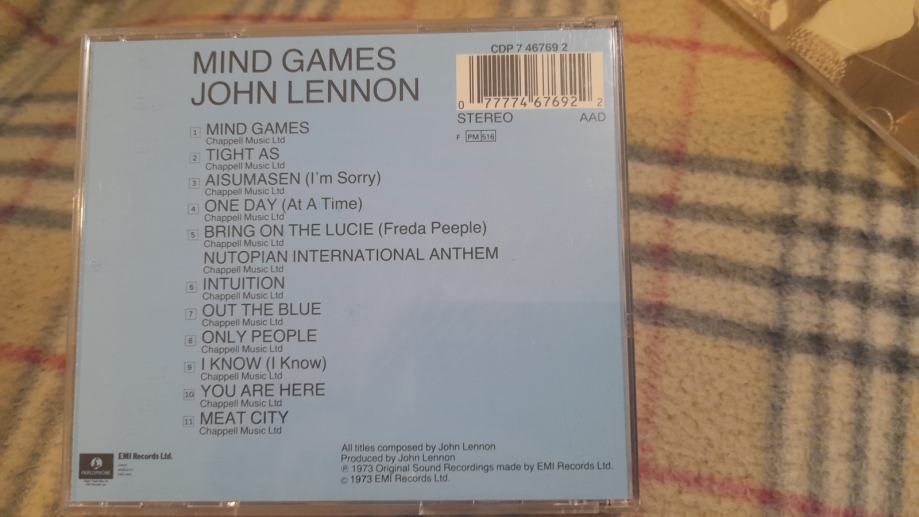 MIND GAMES
JOHN LENNON
CDP 7 46769 2
0 77774 67692 2
STEREO AAD
F PM 516
1 MIND GAMES
Chappell Music Ltd
2 TIGHT AS
Chappell Music Ltd
3 AISUMASEN (I'm Sorry)
Chappell Music Ltd
4 ONE DAY (At A Time)
Chappell Music Ltd
5 BRING ON THE LUCIE (Freda Peeple)
Chappell Music Ltd
NUTOPIAN INTERNATIONAL ANTHEM
Chappell Music Ltd
6 INTUITION
Chappell Music Ltd
7 OUT THE BLUE
Chappell Music Ltd
8 ONLY PEOPLE
Chappell Music Ltd
9 I KNOW (I Know)
Chappell Music Ltd
10 YOU ARE HERE
Chappell Music Ltd
11 MEAT CITY
Chappell Music Ltd
PARLOPHONE
EMI Records Ltd.
All titles composed by John Lennon
Produced by John Lennon
℗ 1973 Original Sound Recordings made by EMI Records Ltd.
© 1973 EMI Records Ltd.